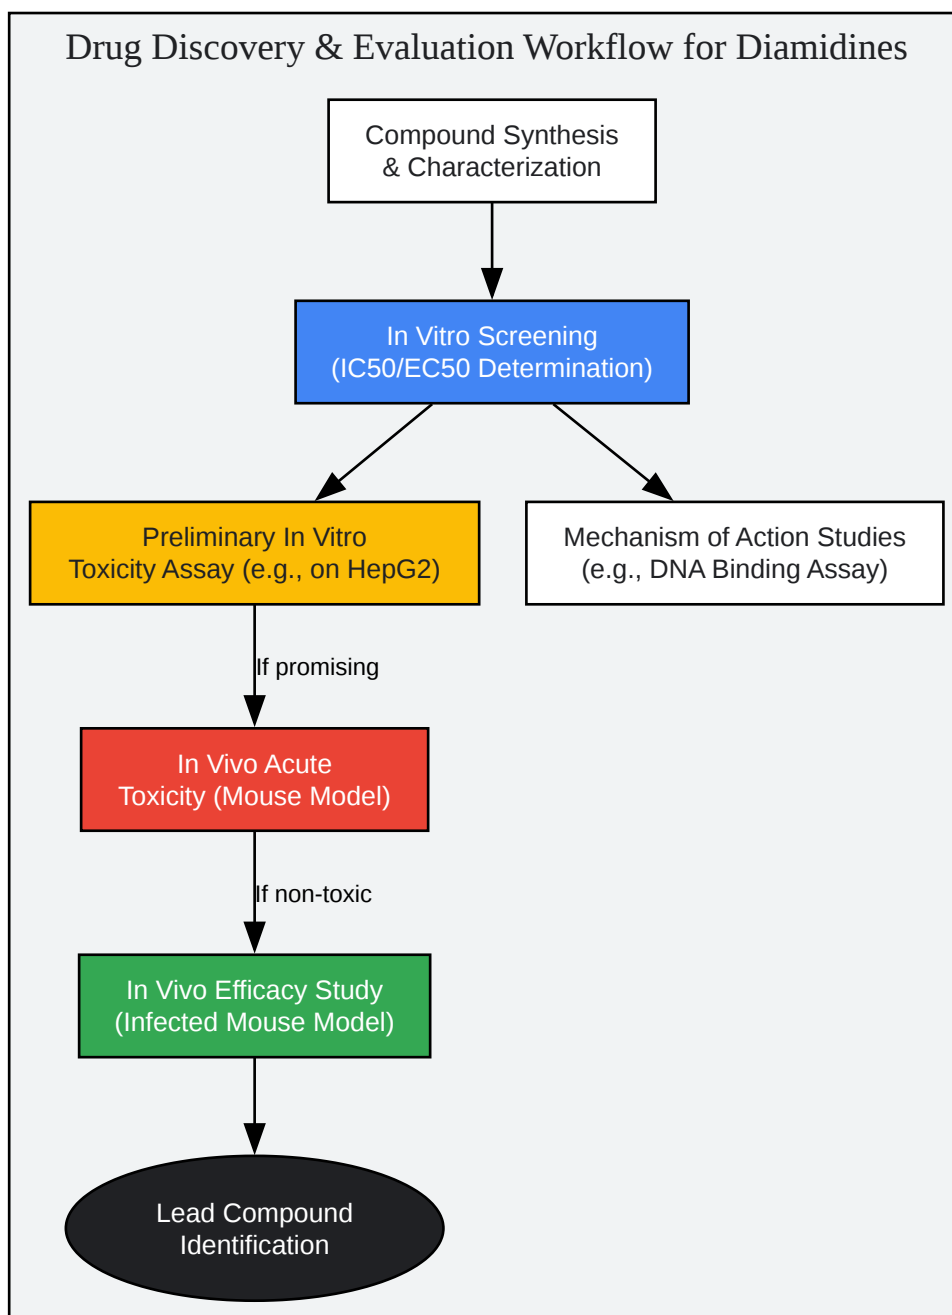 Drug Discovery & Evaluation Workflow for Diamidines
Compound Synthesis
& Characterization
In Vitro Screening
(IC50/EC50 Determination)
Preliminary In Vitro
Toxicity Assay (e.g., on HepG2)
Mechanism of Action Studies
(e.g., DNA Binding Assay)
If promising
In Vivo Acute
Toxicity (Mouse Model)
If non-toxic
In Vivo Efficacy Study
(Infected Mouse Model)
Lead Compound
Identification